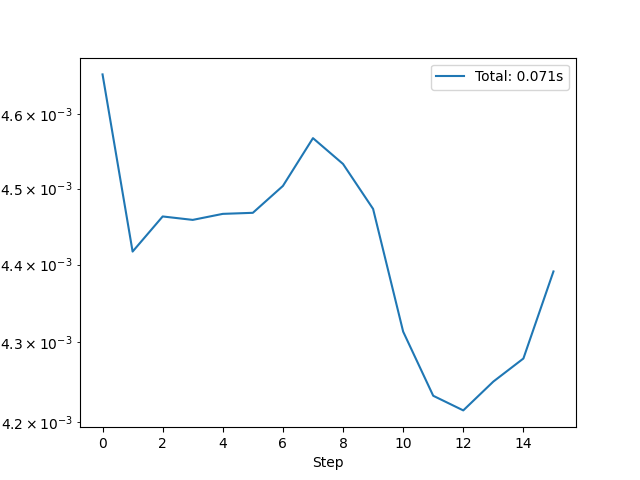 Total: 0.071s
4.6 × 10⁻³
4.5 × 10⁻³
4.4 × 10⁻³
4.3 × 10⁻³
4.2 × 10⁻³
0 2 4 6 8 10 12 14
Step